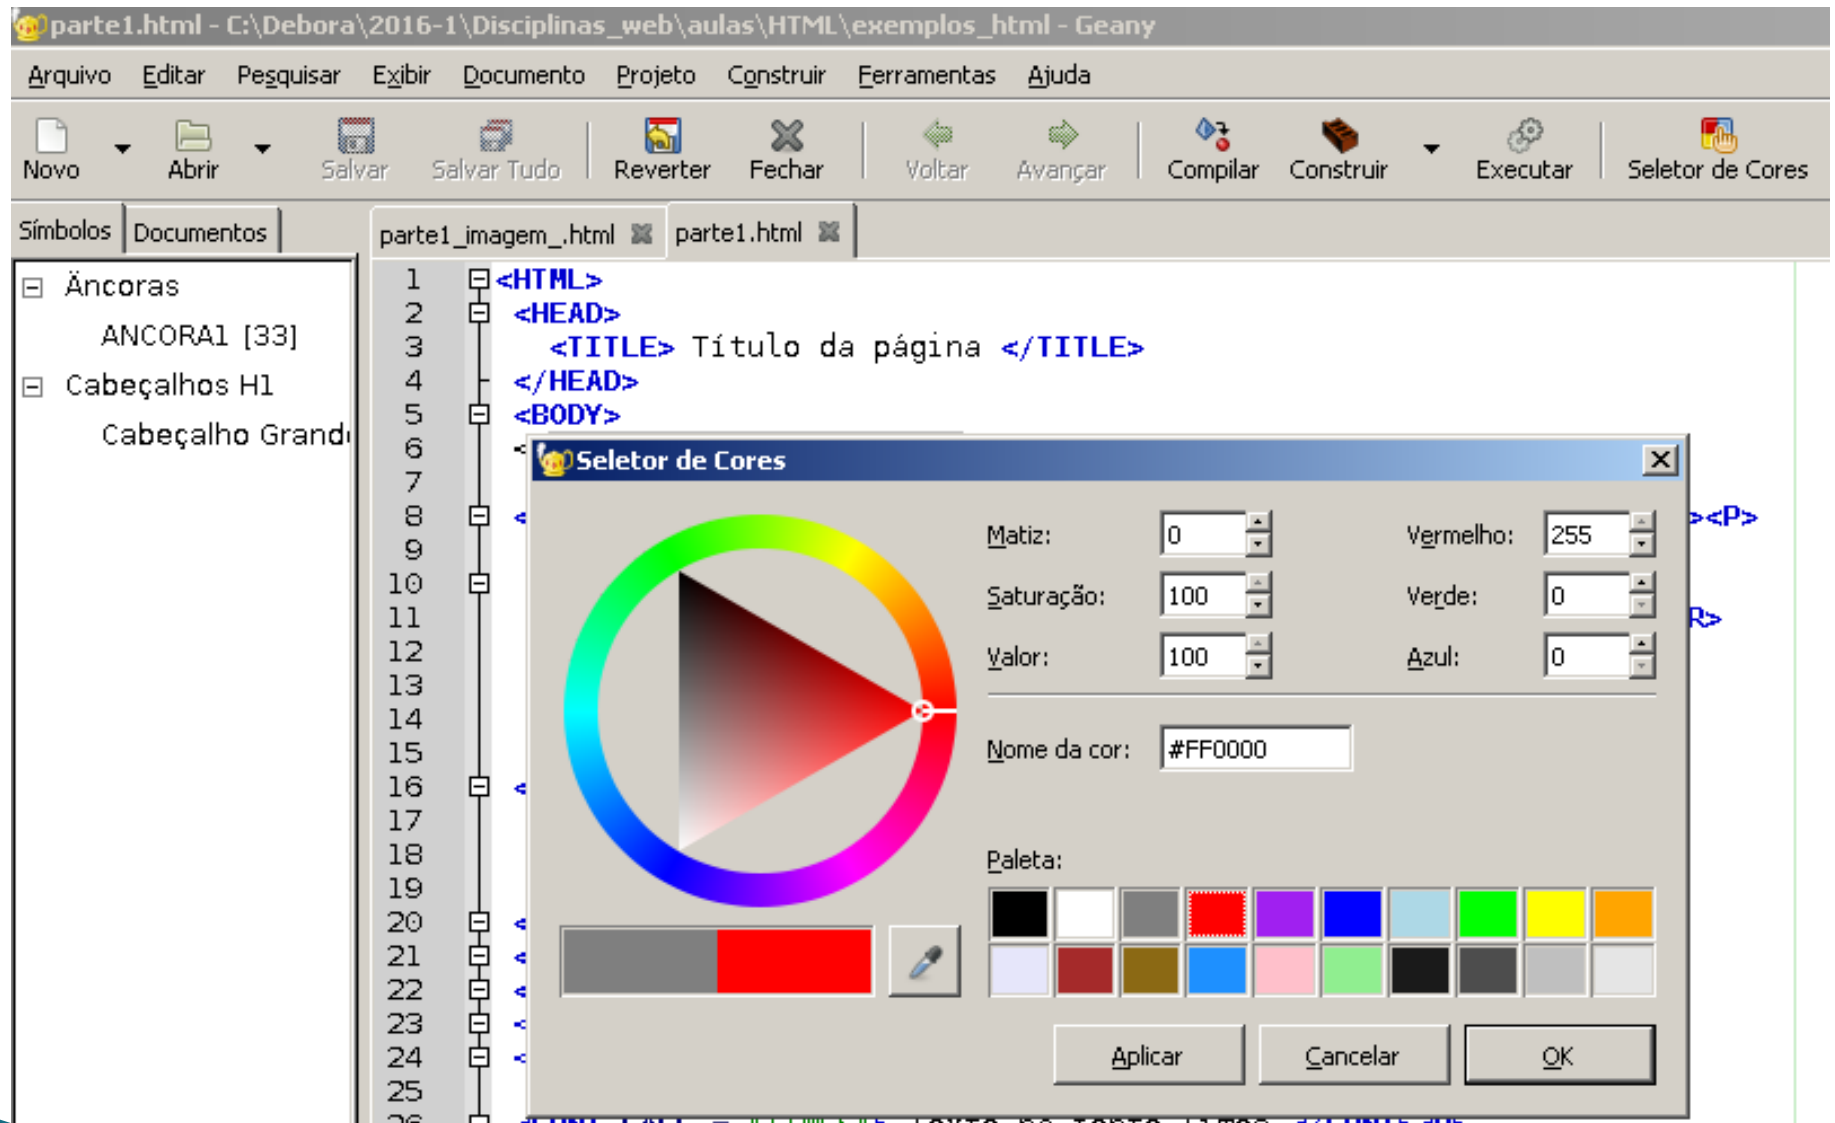 parte1.html - C:\Debora\2016-1\Disciplinas_web\aulas\HTML\exemplos_html - Geany
Arquivo Editar Pesquisar Exibir Documento Projeto Construir Ferramentas Ajuda
Novo Abrir Salvar Salvar Tudo Reverter Fechar Voltar Avançar Compilar Construir Executar Seletor de Cores
Símbolos Documentos parte1_imagem_.html parte1.html
Äncoras
ANCORA1 [33]
Cabeçalhos H1
Cabeçalho Grand
1 <HTML>
2 <HEAD>
3 <TITLE> Título da página </TITLE>
4 </HEAD>
5 <BODY>
6 <
7
8 < ><P>
9
10
11 R>
12
13
14
15
16 <
17
18
19
20 <
21 <
22 <
23 <
24 <
25
26
Seletor de Cores
Matiz: 0 Vermelho: 255
Saturação: 100 Verde: 0
Valor: 100 Azul: 0
Nome da cor: #FF0000
Paleta:
Aplicar Cancelar OK